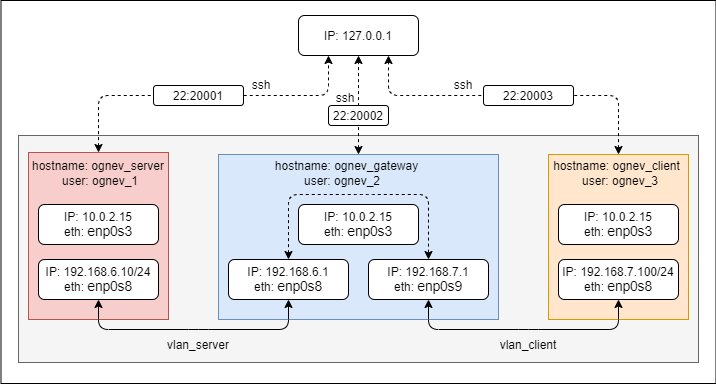 IP: 127.0.0.1
ssh
ssh
ssh
22:20001
22:20002
22:20003
hostname: ognev_server
user: ognev_1
hostname: ognev_gateway
user: ognev_2
hostname: ognev_client
user: ognev_3
IP: 10.0.2.15
eth: enp0s3
IP: 10.0.2.15
eth: enp0s3
IP: 10.0.2.15
eth: enp0s3
IP: 192.168.6.10/24
eth: enp0s8
IP: 192.168.6.1
eth: enp0s8
IP: 192.168.7.1
eth: enp0s9
IP: 192.168.7.100/24
eth: enp0s8
vlan_server
vlan_client